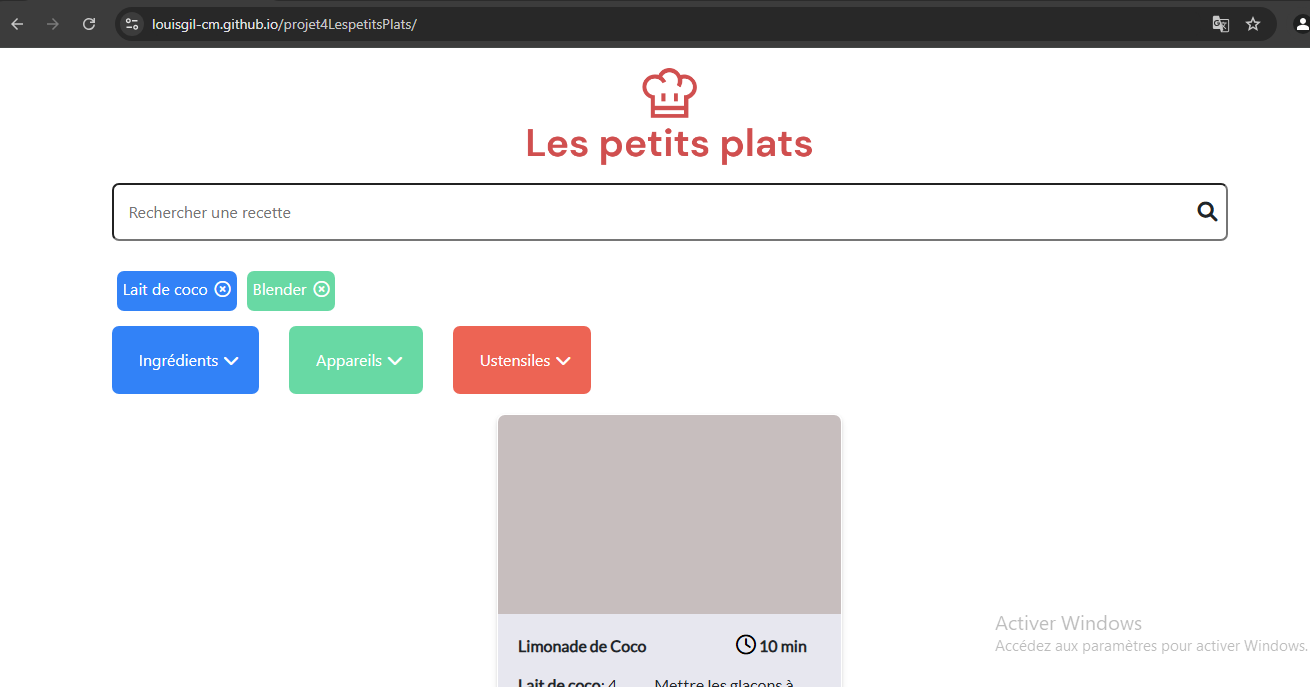 louisgil-cm.github.io/projet4LespetitsPlats/
Les petits plats
Rechercher une recette
Lait de coco Blender
Ingrédients Appareils Ustensiles
Limonade de Coco 10 min
Lait de coco: 4 Mettre les glaçons à
Activer Windows
Accédez aux paramètres pour activer Windows.